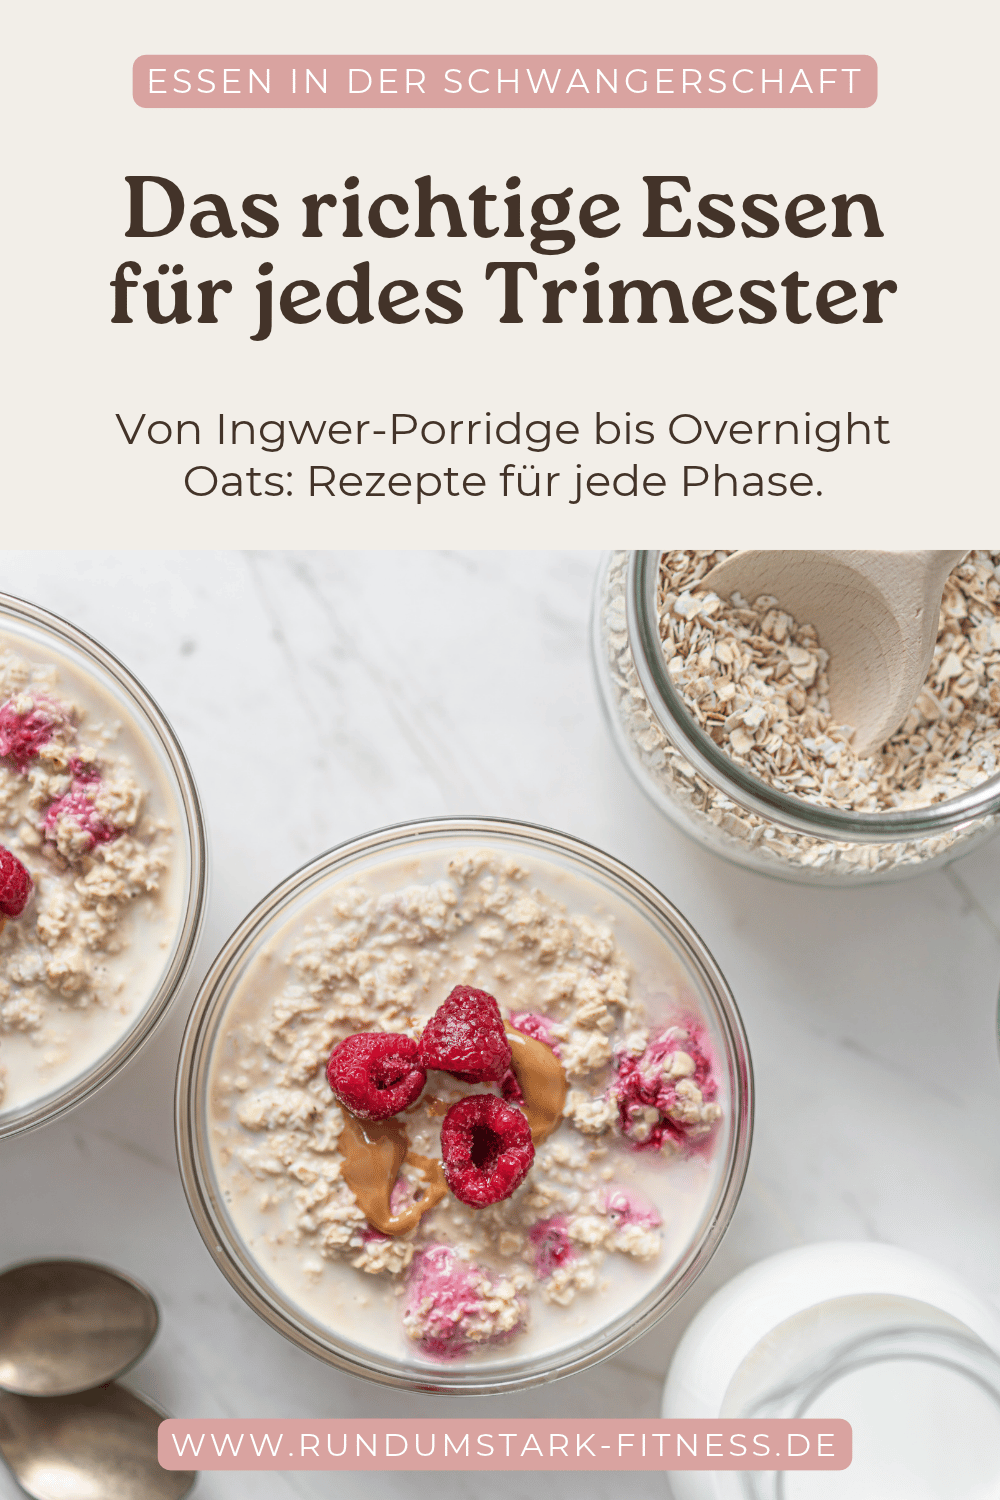 ESSEN IN DER SCHWANGERSCHAFT
Das richtige Essen
für jedes Trimester
Von Ingwer-Porridge bis Overnight
Oats: Rezepte für jede Phase.
WWW.RUNDUMSTARK-FITNESS.DE